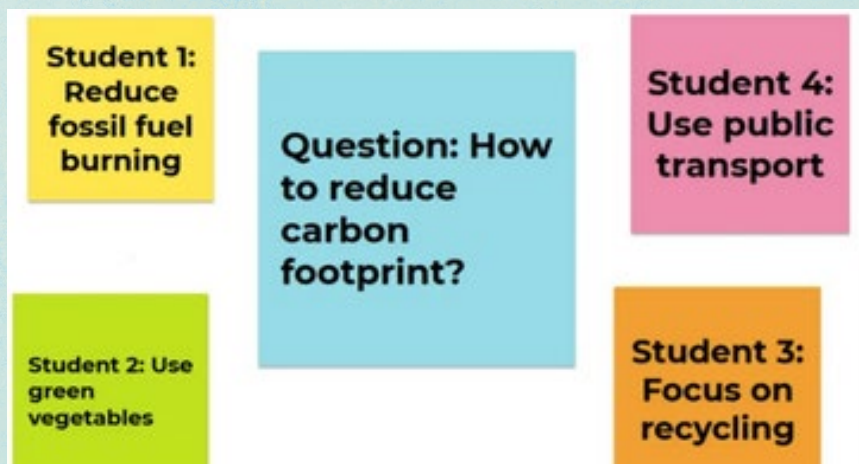 Student 1:
Reduce
fossil fuel
burning
Question: How
to reduce
carbon
footprint?
Student 4:
Use public
transport
Student 2: Use
green
vegetables
Student 3:
Focus on
recycling